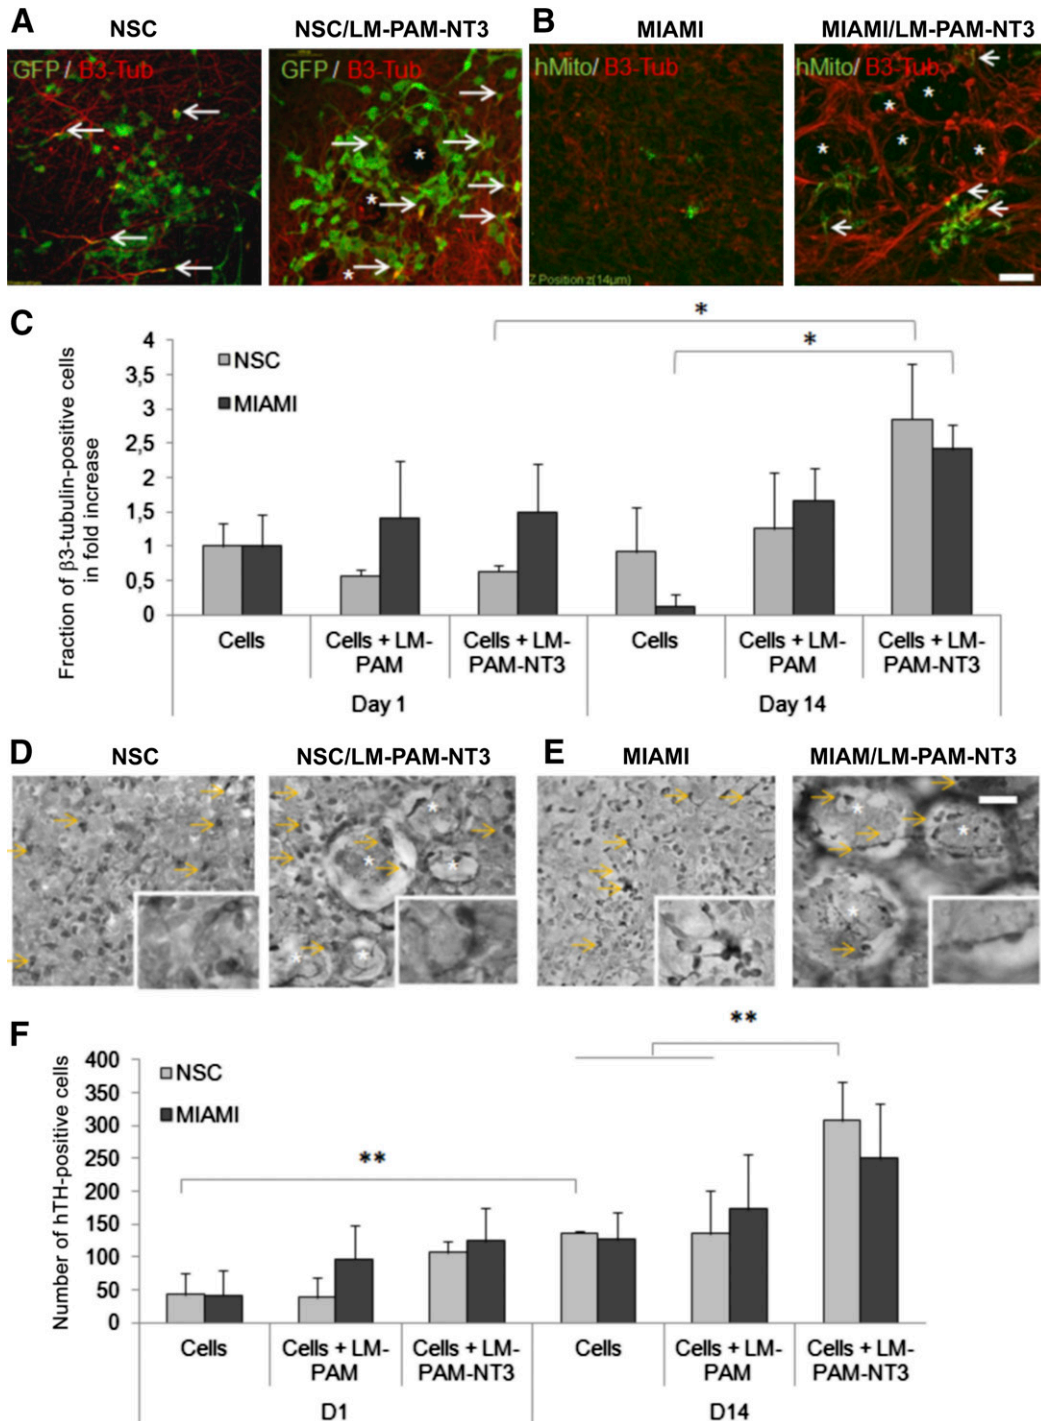 A
NSC
NSC/LM-PAM-NT3
B
MIAMI
MIAMI/LM-PAM-NT3
GFP / B3-Tub
GFP / B3-Tub
hMito/ B3-Tub
hMito/ B3-Tub
* * * * * * * *
Z Position z(14µm)
C
Fraction of β3-tubulin-positive cells
in fold increase
4
3,5
3
2,5
2
1,5
1
0,5
0
NSC
MIAMI
*
*
Cells
Cells + LM-
PAM
Cells + LM-
PAM-NT3
Cells
Cells + LM-
PAM
Cells + LM-
PAM-NT3
Day 1
Day 14
D
NSC
NSC/LM-PAM-NT3
E
MIAMI
MIAM/LM-PAM-NT3
* * * * * * * *
F
Number of hTH-positive cells
400
350
300
250
200
150
100
50
0
NSC
MIAMI
**
**
Cells
Cells + LM-
PAM
Cells + LM-
PAM-NT3
Cells
Cells + LM-
PAM
Cells + LM-
PAM-NT3
D1
D14